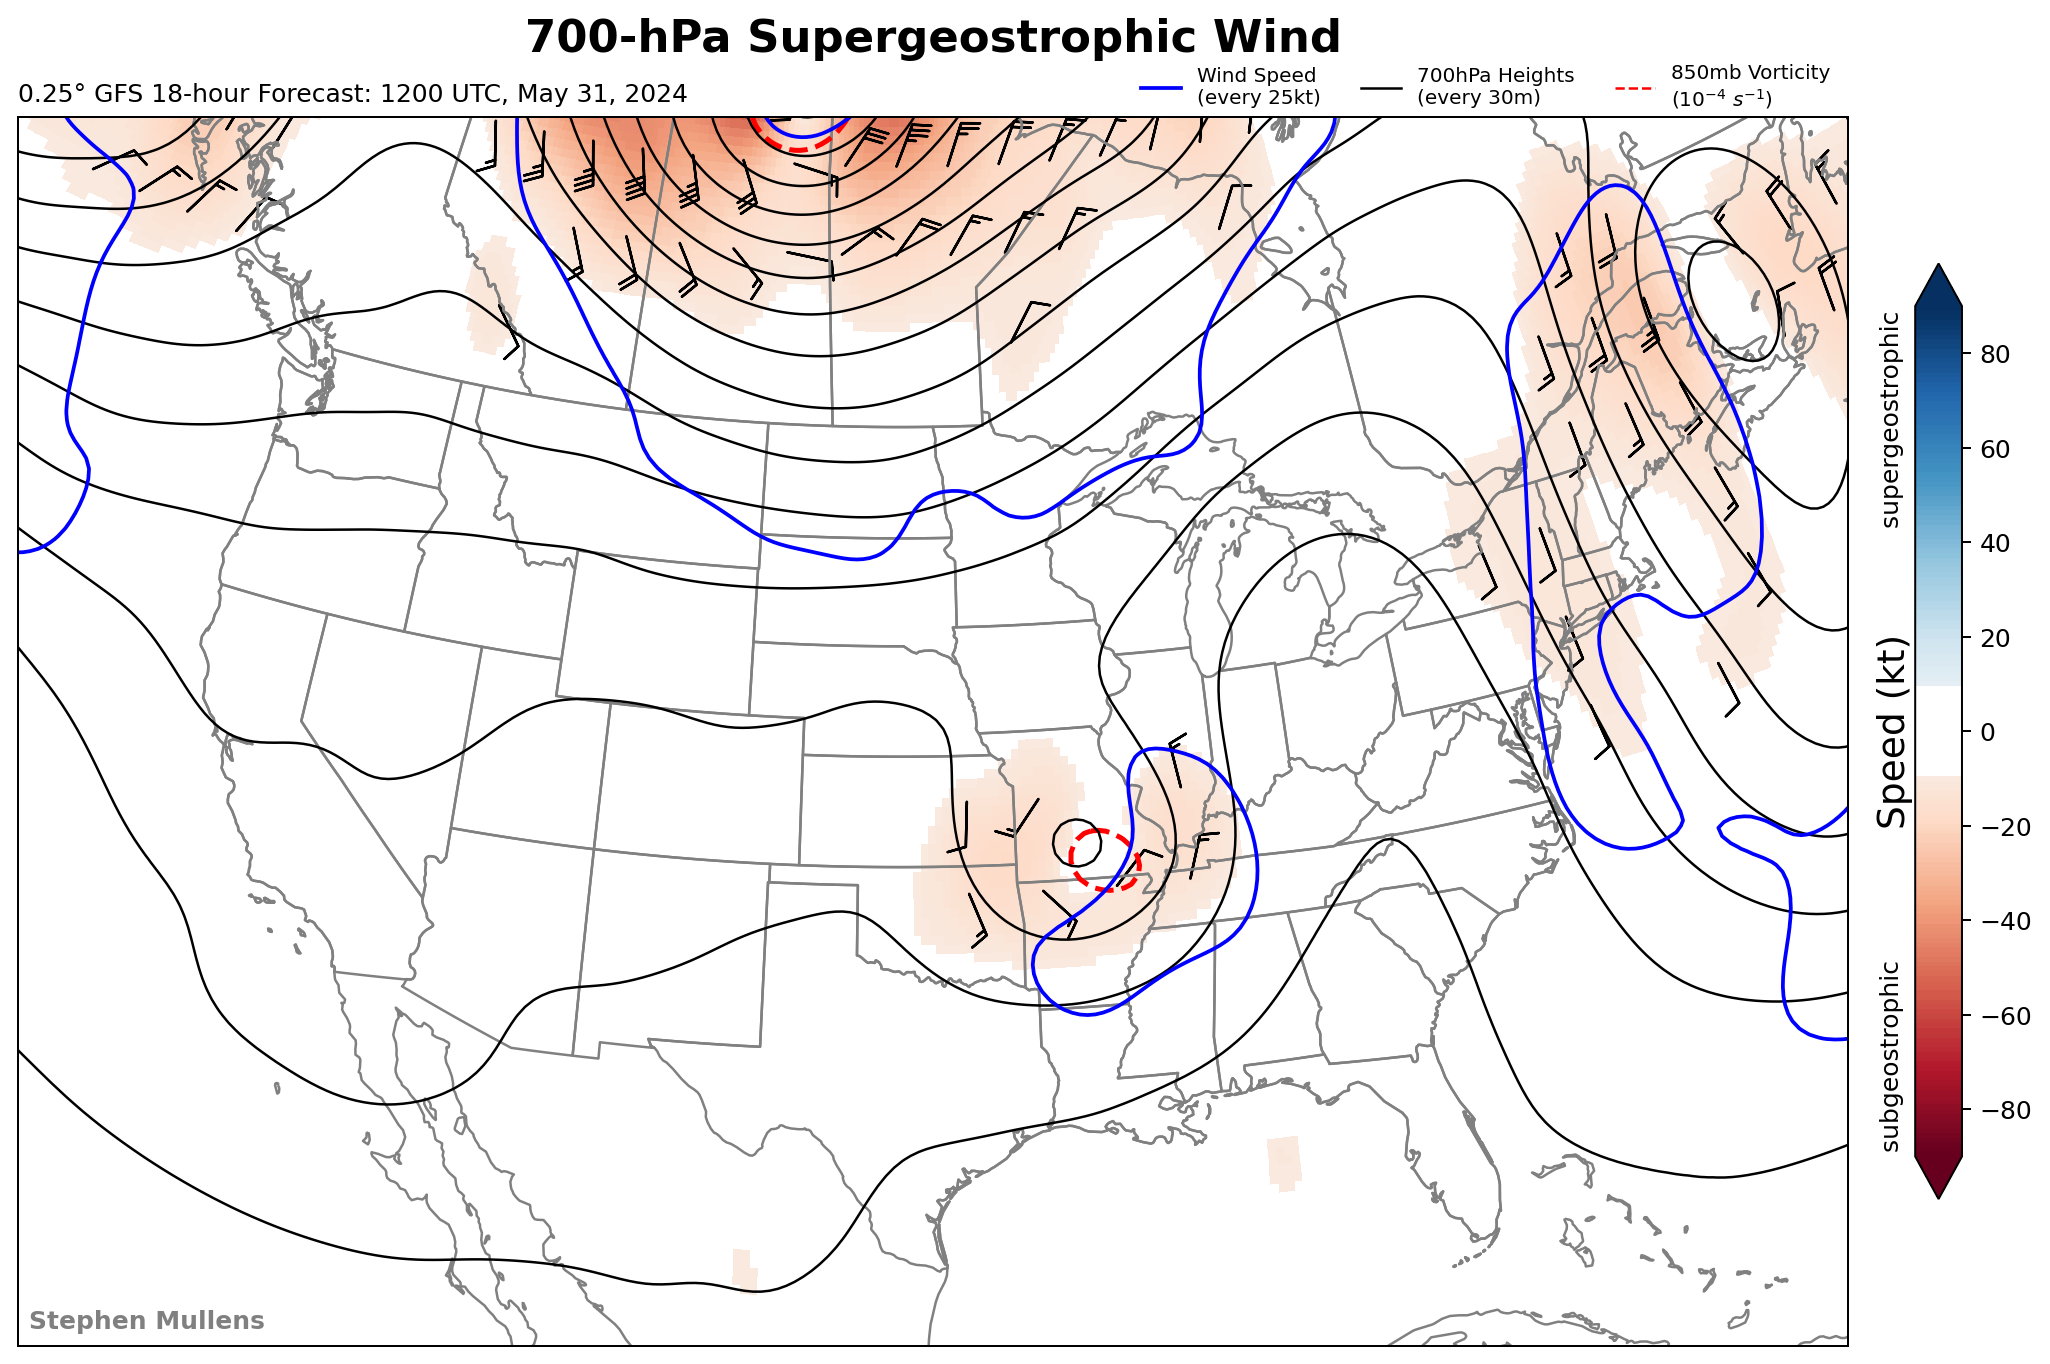 700-hPa Supergeostrophic Wind
0.25° GFS 18-hour Forecast: 1200 UTC, May 31, 2024
Wind Speed
(every 25kt)
700hPa Heights
(every 30m)
850mb Vorticity
(10⁻⁴ s⁻¹)
supergeostrophic
Speed (kt)
subgeostrophic
80
60
40
20
0
−20
−40
−60
−80
Stephen Mullens